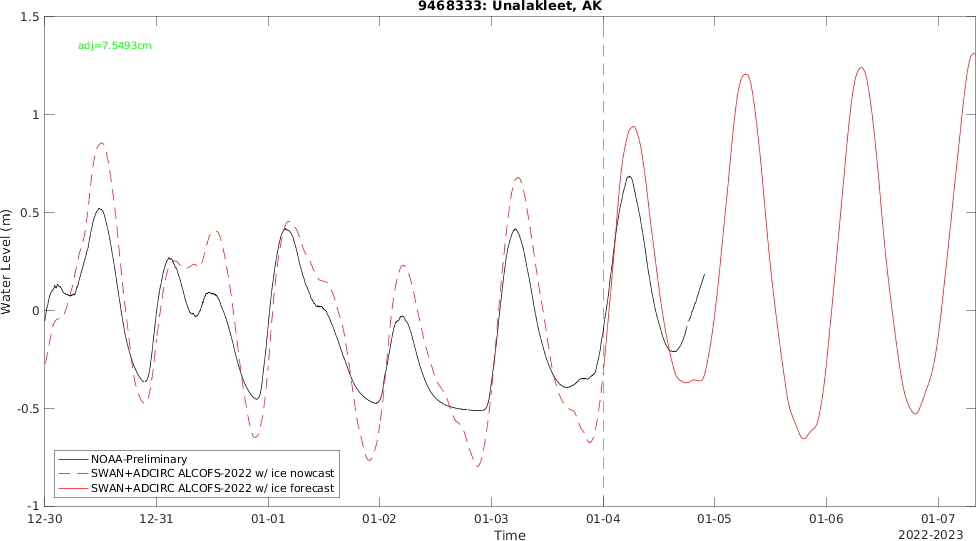 9468333: Unalakleet, AK
adj=7.5493cm
1.5
1
0.5
0
-0.5
-1
Water Level (m)
NOAA-Preliminary
SWAN+ADCIRC ALCOFS-2022 w/ ice nowcast
SWAN+ADCIRC ALCOFS-2022 w/ ice forecast
12-30 12-31 01-01 01-02 01-03 01-04 01-05 01-06 01-07
Time
2022-2023